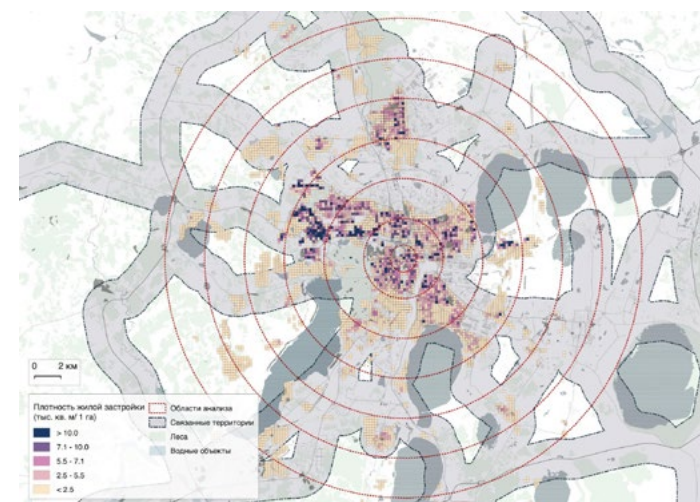 0 2 км
Плотность жилой застройки
(тыс. кв. м/ 1 га)
> 10.0
7.1 - 10.0
5.5 - 7.1
2.5 - 5.5
< 2.5
Области анализа
Связанные территории
Леса
Водные объекты